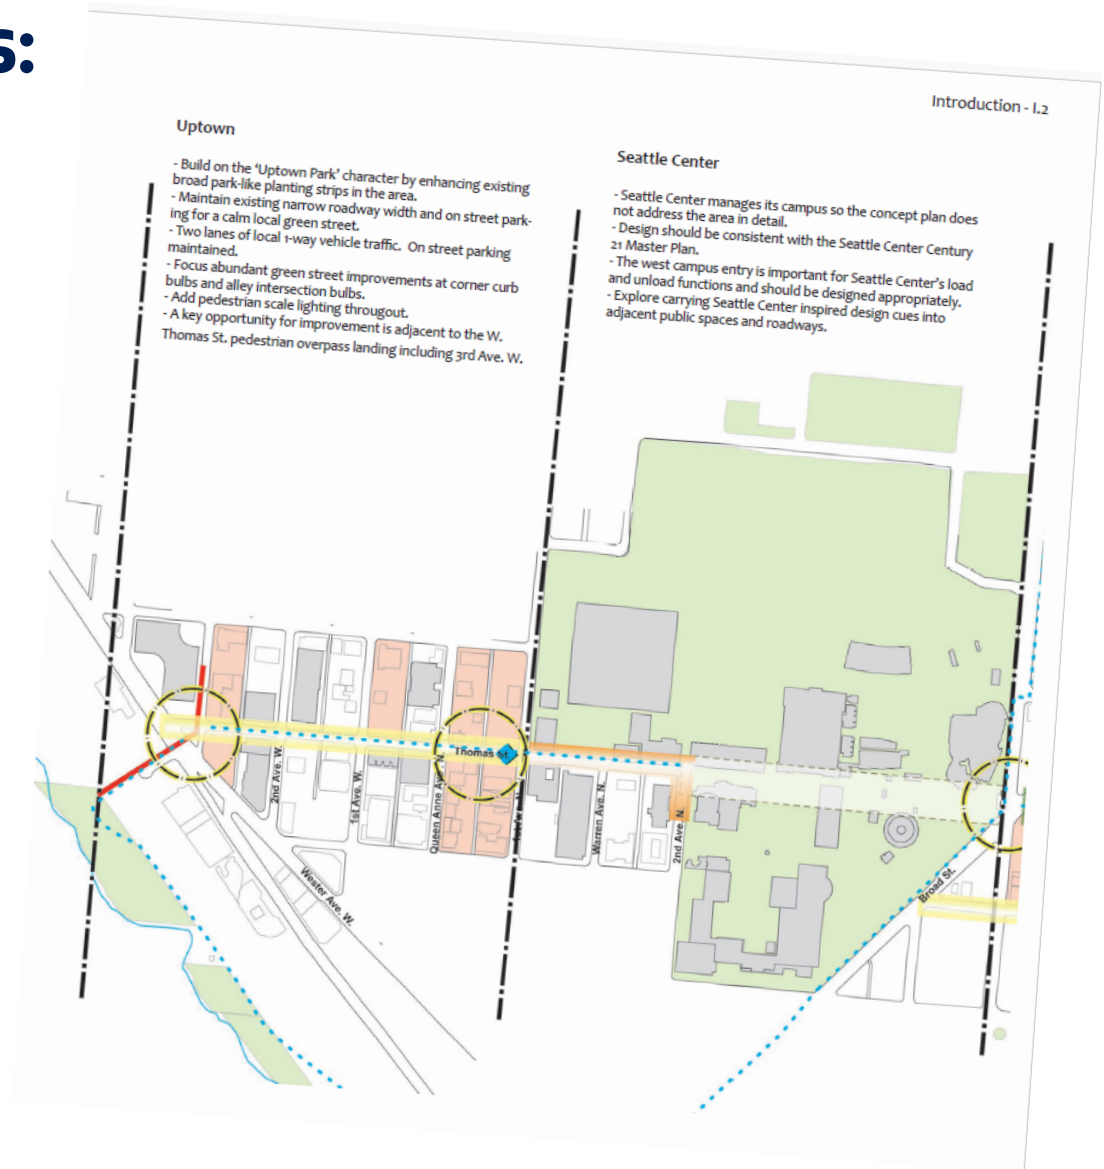 s:
Introduction - I.2
Uptown
- Build on the ‘Uptown Park’ character by enhancing existing
broad park-like planting strips in the area.
- Maintain existing narrow roadway width and on street park-
ing for a calm local green street.
- Two lanes of local 1-way vehicle traffic.  On street parking
maintained.
- Focus abundant green street improvements at corner curb
bulbs and alley intersection bulbs.
- Add pedestrian scale lighting througout.
- A key opportunity for improvement is adjacent to the W.
Thomas St. pedestrian overpass landing including 3rd Ave. W.
Seattle Center
- Seattle Center manages its campus so the concept plan does
not address the area in detail.
- Design should be consistent with the Seattle Center Century
21 Master Plan.
- The west campus entry is important for Seattle Center's load
and unload functions and should be designed appropriately.
- Explore carrying Seattle Center inspired design cues into
adjacent public spaces and roadways.
2nd Ave. W.
1st Ave. W.
Queen Anne Ave. N.
Thomas St.
Warren Ave. N.
2nd Ave. N.
Wester Ave. W.
Broad St.